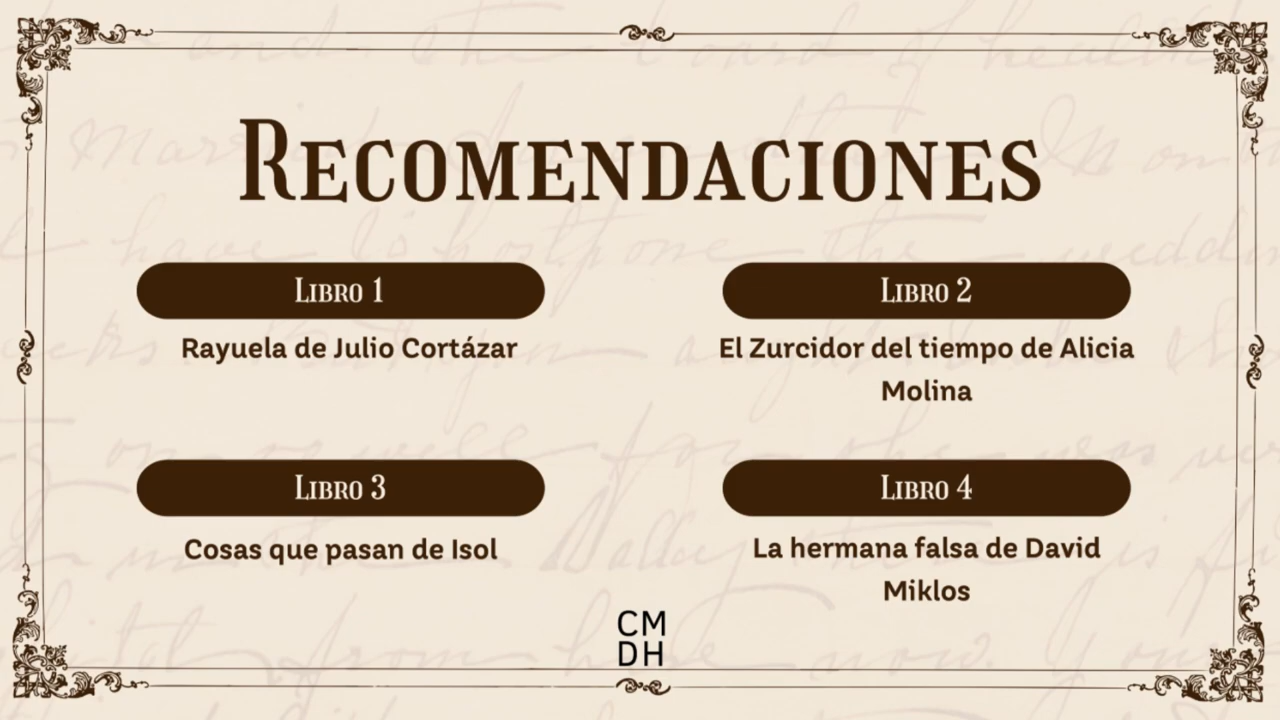 Recomendaciones
Libro 1
Rayuela de Julio Cortázar
Libro 2
El Zurcidor del tiempo de Alicia
Molina
Libro 3
Cosas que pasan de Isol
Libro 4
La hermana falsa de David
Miklos
CM
DH